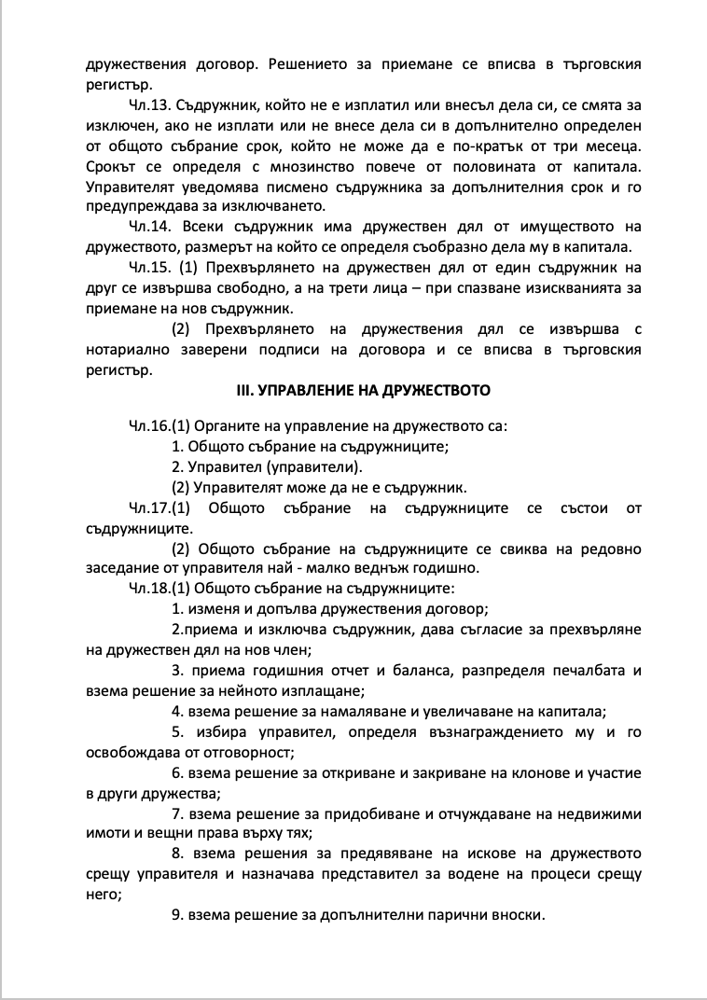 дружествения договор. Решението за приемане се вписва в търговския
регистър.
Чл.13. Съдружник, който не е изплатил или внесъл дела си, се смята за
изключен, ако не изплати или не внесе дела си в допълнително определен
от общото събрание срок, който не може да е по-кратък от три месеца.
Срокът се определя с мнозинство повече от половината от капитала.
Управителят уведомява писмено съдружника за допълнителния срок и го
предупреждава за изключването.
Чл.14. Всеки съдружник има дружествен дял от имуществото на
дружеството, размерът на който се определя съобразно дела му в капитала.
Чл.15. (1) Прехвърлянето на дружествен дял от един съдружник на
друг се извършва свободно, а на трети лица – при спазване изискванията за
приемане на нов съдружник.
(2) Прехвърлянето на дружествения дял се извършва с
нотариално заверени подписи на договора и се вписва в търговския
регистър.
III. УПРАВЛЕНИЕ НА ДРУЖЕСТВОТО
Чл.16.(1) Органите на управление на дружеството са:
1. Общото събрание на съдружниците;
2. Управител (управители).
(2) Управителят може да не е съдружник.
Чл.17.(1) Общото събрание на съдружниците се състои от
съдружниците.
(2) Общото събрание на съдружниците се свиква на редовно
заседание от управителя най - малко веднъж годишно.
Чл.18.(1) Общото събрание на съдружниците:
1. изменя и допълва дружествения договор;
2.приема и изключва съдружник, дава съгласие за прехвърляне
на дружествен дял на нов член;
3. приема годишния отчет и баланса, разпределя печалбата и
взема решение за нейното изплащане;
4. взема решение за намаляване и увеличаване на капитала;
5. избира управител, определя възнаграждението му и го
освобождава от отговорност;
6. взема решение за откриване и закриване на клонове и участие
в други дружества;
7. взема решение за придобиване и отчуждаване на недвижими
имоти и вещни права върху тях;
8. взема решения за предявяване на искове на дружеството
срещу управителя и назначава представител за водене на процеси срещу
него;
9. взема решение за допълнителни парични вноски.